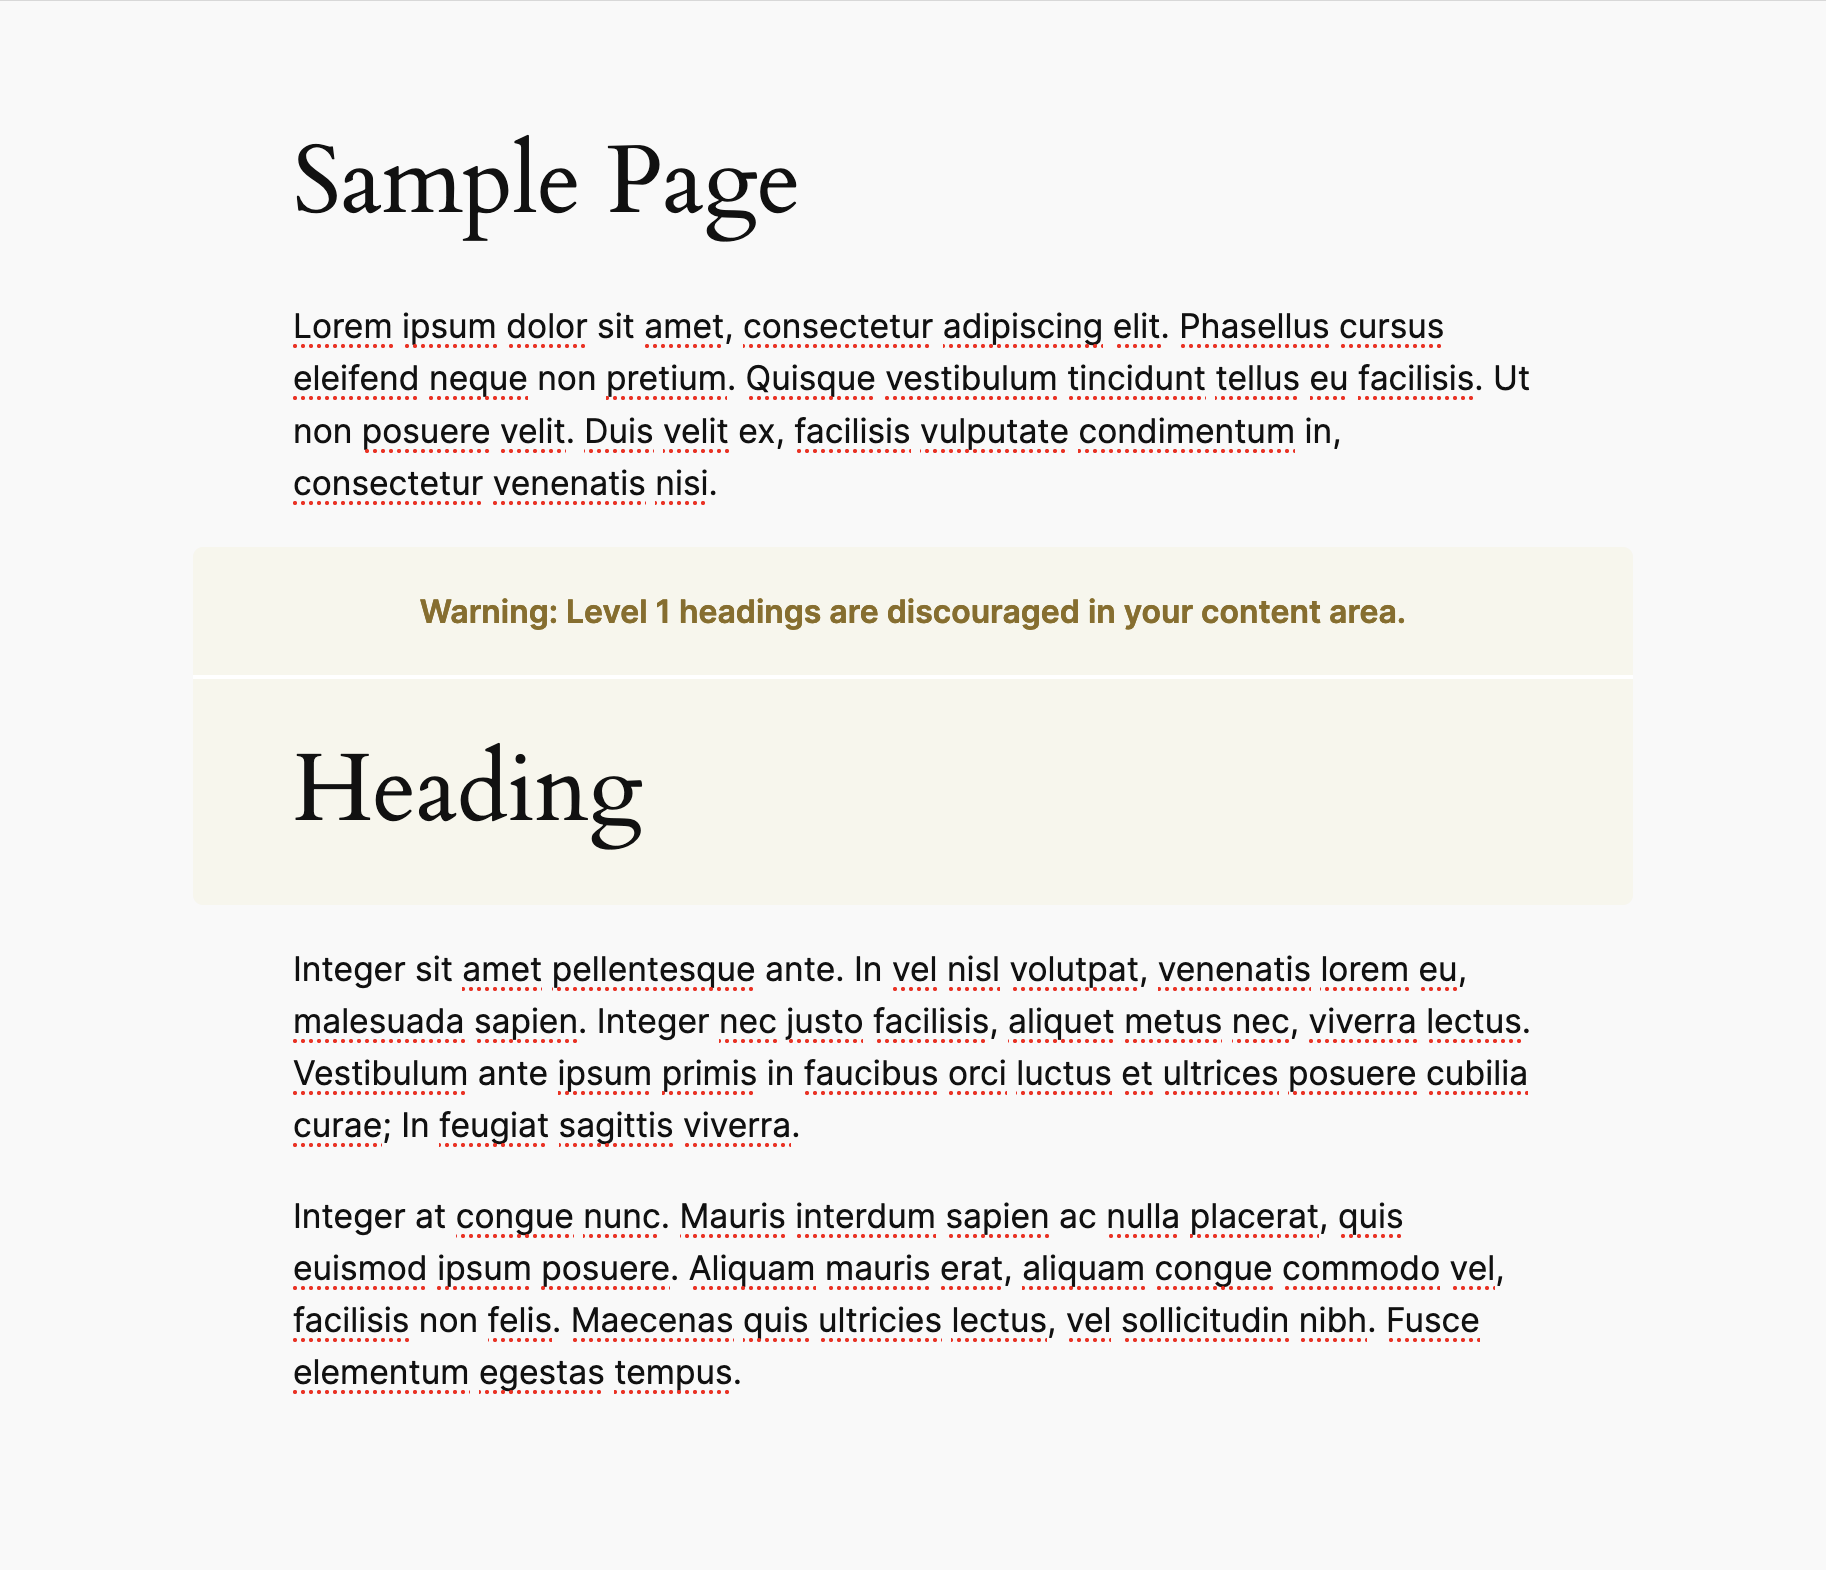 Sample Page
Lorem ipsum dolor sit amet, consectetur adipiscing elit. Phasellus cursus
eleifend neque non pretium. Quisque vestibulum tincidunt tellus eu facilisis. Ut
non posuere velit. Duis velit ex, facilisis vulputate condimentum in,
consectetur venenatis nisi.
Warning: Level 1 headings are discouraged in your content area.
Heading
Integer sit amet pellentesque ante. In vel nisl volutpat, venenatis lorem eu,
malesuada sapien. Integer nec justo facilisis, aliquet metus nec, viverra lectus.
Vestibulum ante ipsum primis in faucibus orci luctus et ultrices posuere cubilia
curae; In feugiat sagittis viverra.
Integer at congue nunc. Mauris interdum sapien ac nulla placerat, quis
euismod ipsum posuere. Aliquam mauris erat, aliquam congue commodo vel,
facilisis non felis. Maecenas quis ultricies lectus, vel sollicitudin nibh. Fusce
elementum egestas tempus.